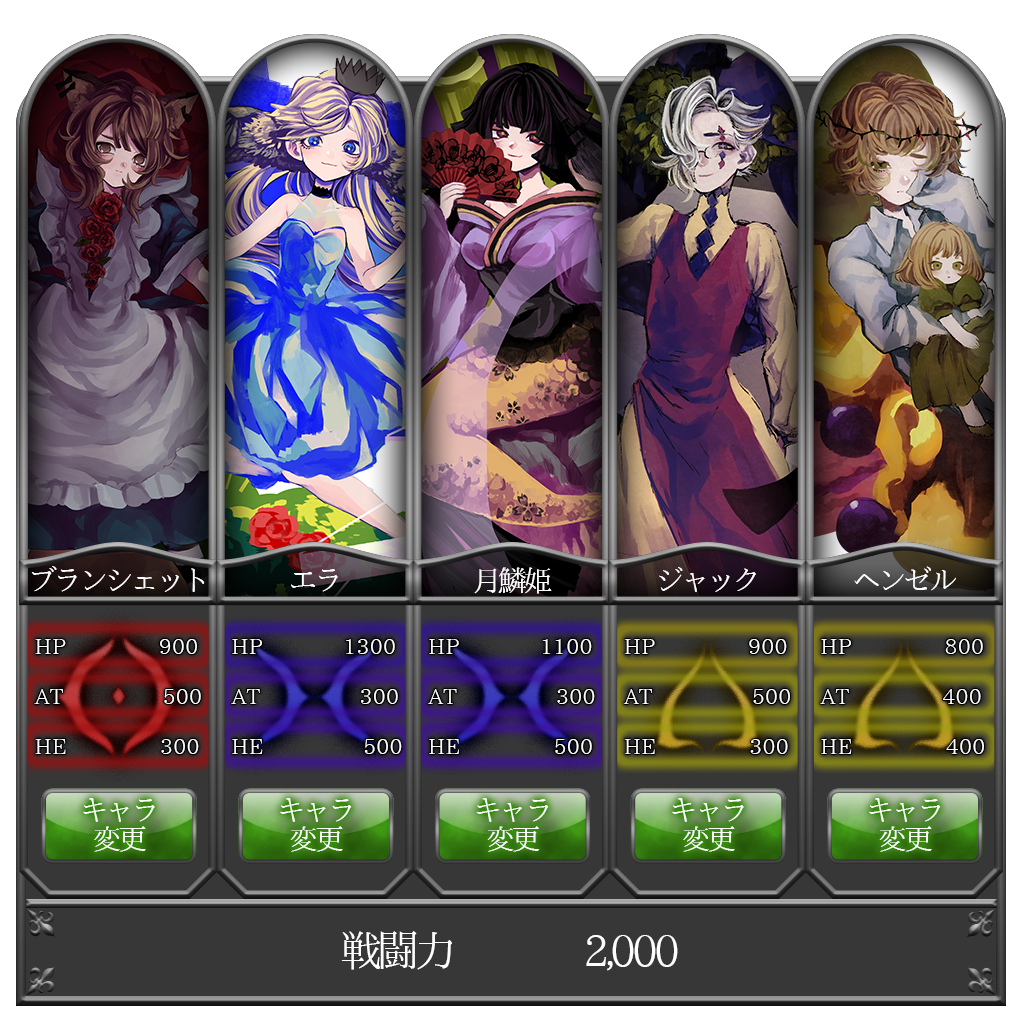 ブランシェット
エラ
月鱗姫
ジャック
ヘンゼル
HP 900
AT 500
HE 300
HP 1300
AT 300
HE 500
HP 1100
AT 300
HE 500
HP 900
AT 500
HE 300
HP 800
AT 400
HE 400
キャラ
変更
キャラ
変更
キャラ
変更
キャラ
変更
キャラ
変更
戦闘力 2,000